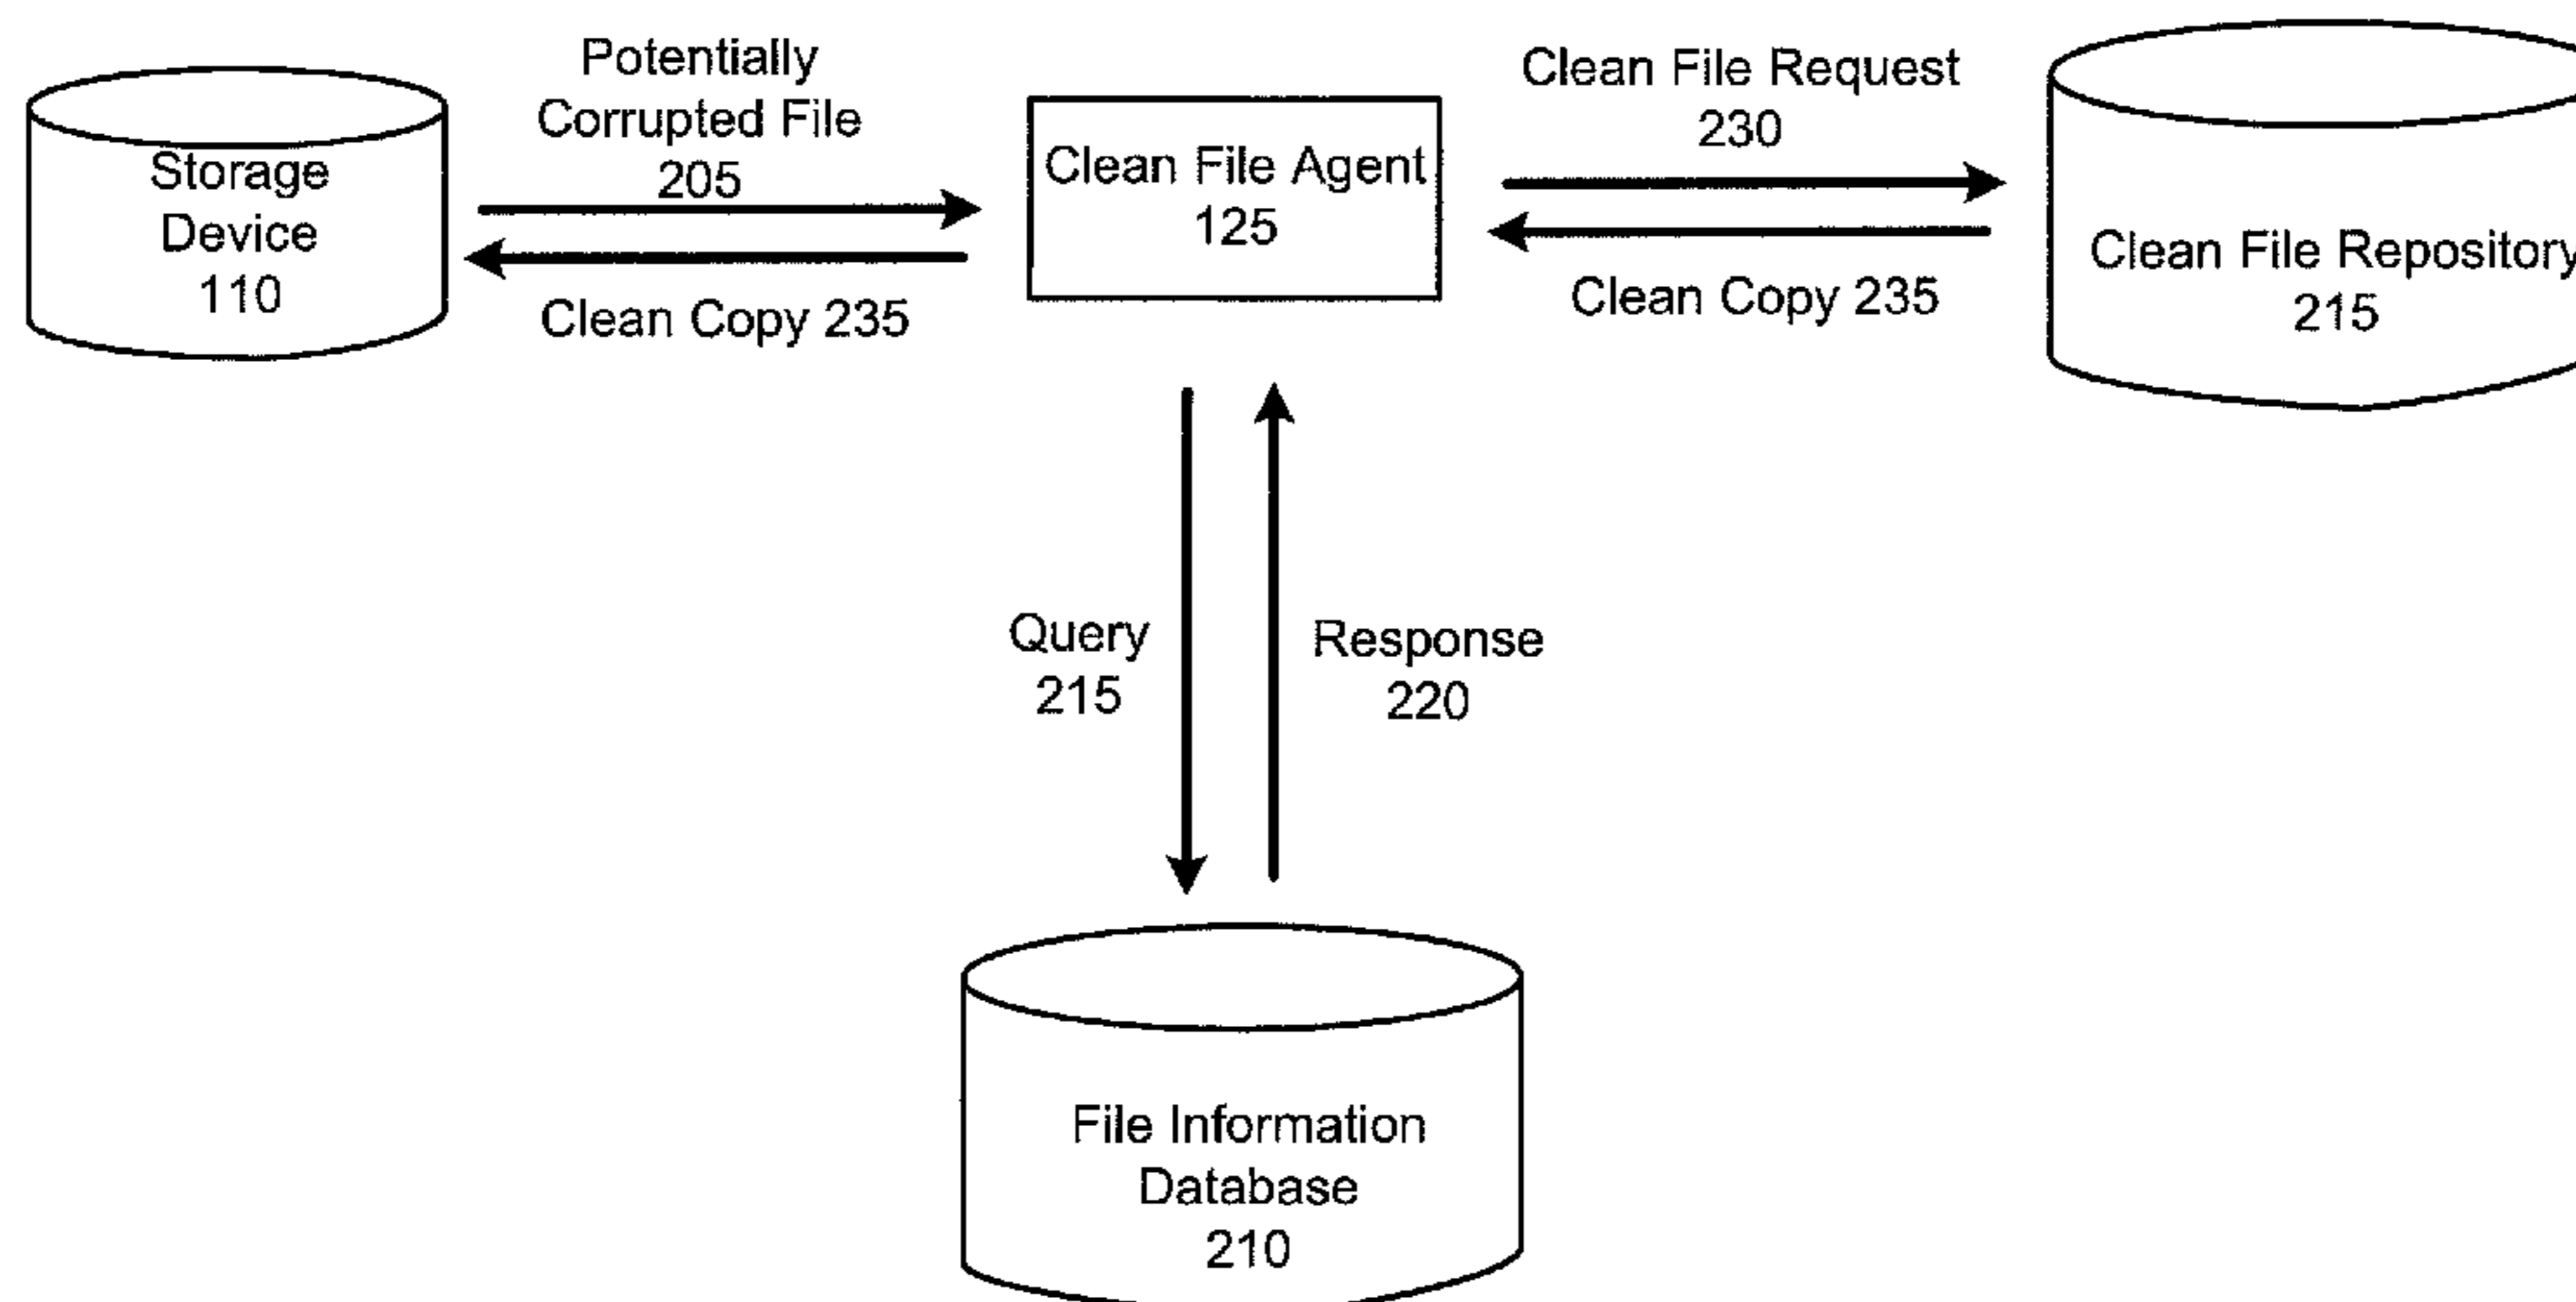 Potentially
Corrupted File
205
Storage
Device
110
Clean Copy 235
Clean File Agent
125
Clean File Request
230
Clean Copy 235
Clean File Repository
215
Query
215
Response
220
File Information
Database
210